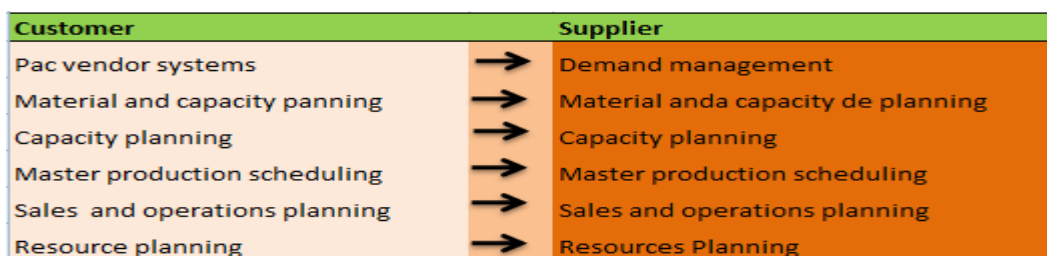 Customer Supplier
Pac vendor systems Demand management
Material and capacity panning Material anda capacity de planning
Capacity planning Capacity planning
Master production scheduling Master production scheduling
Sales and operations planning Sales and operations planning
Resource planning Resources Planning